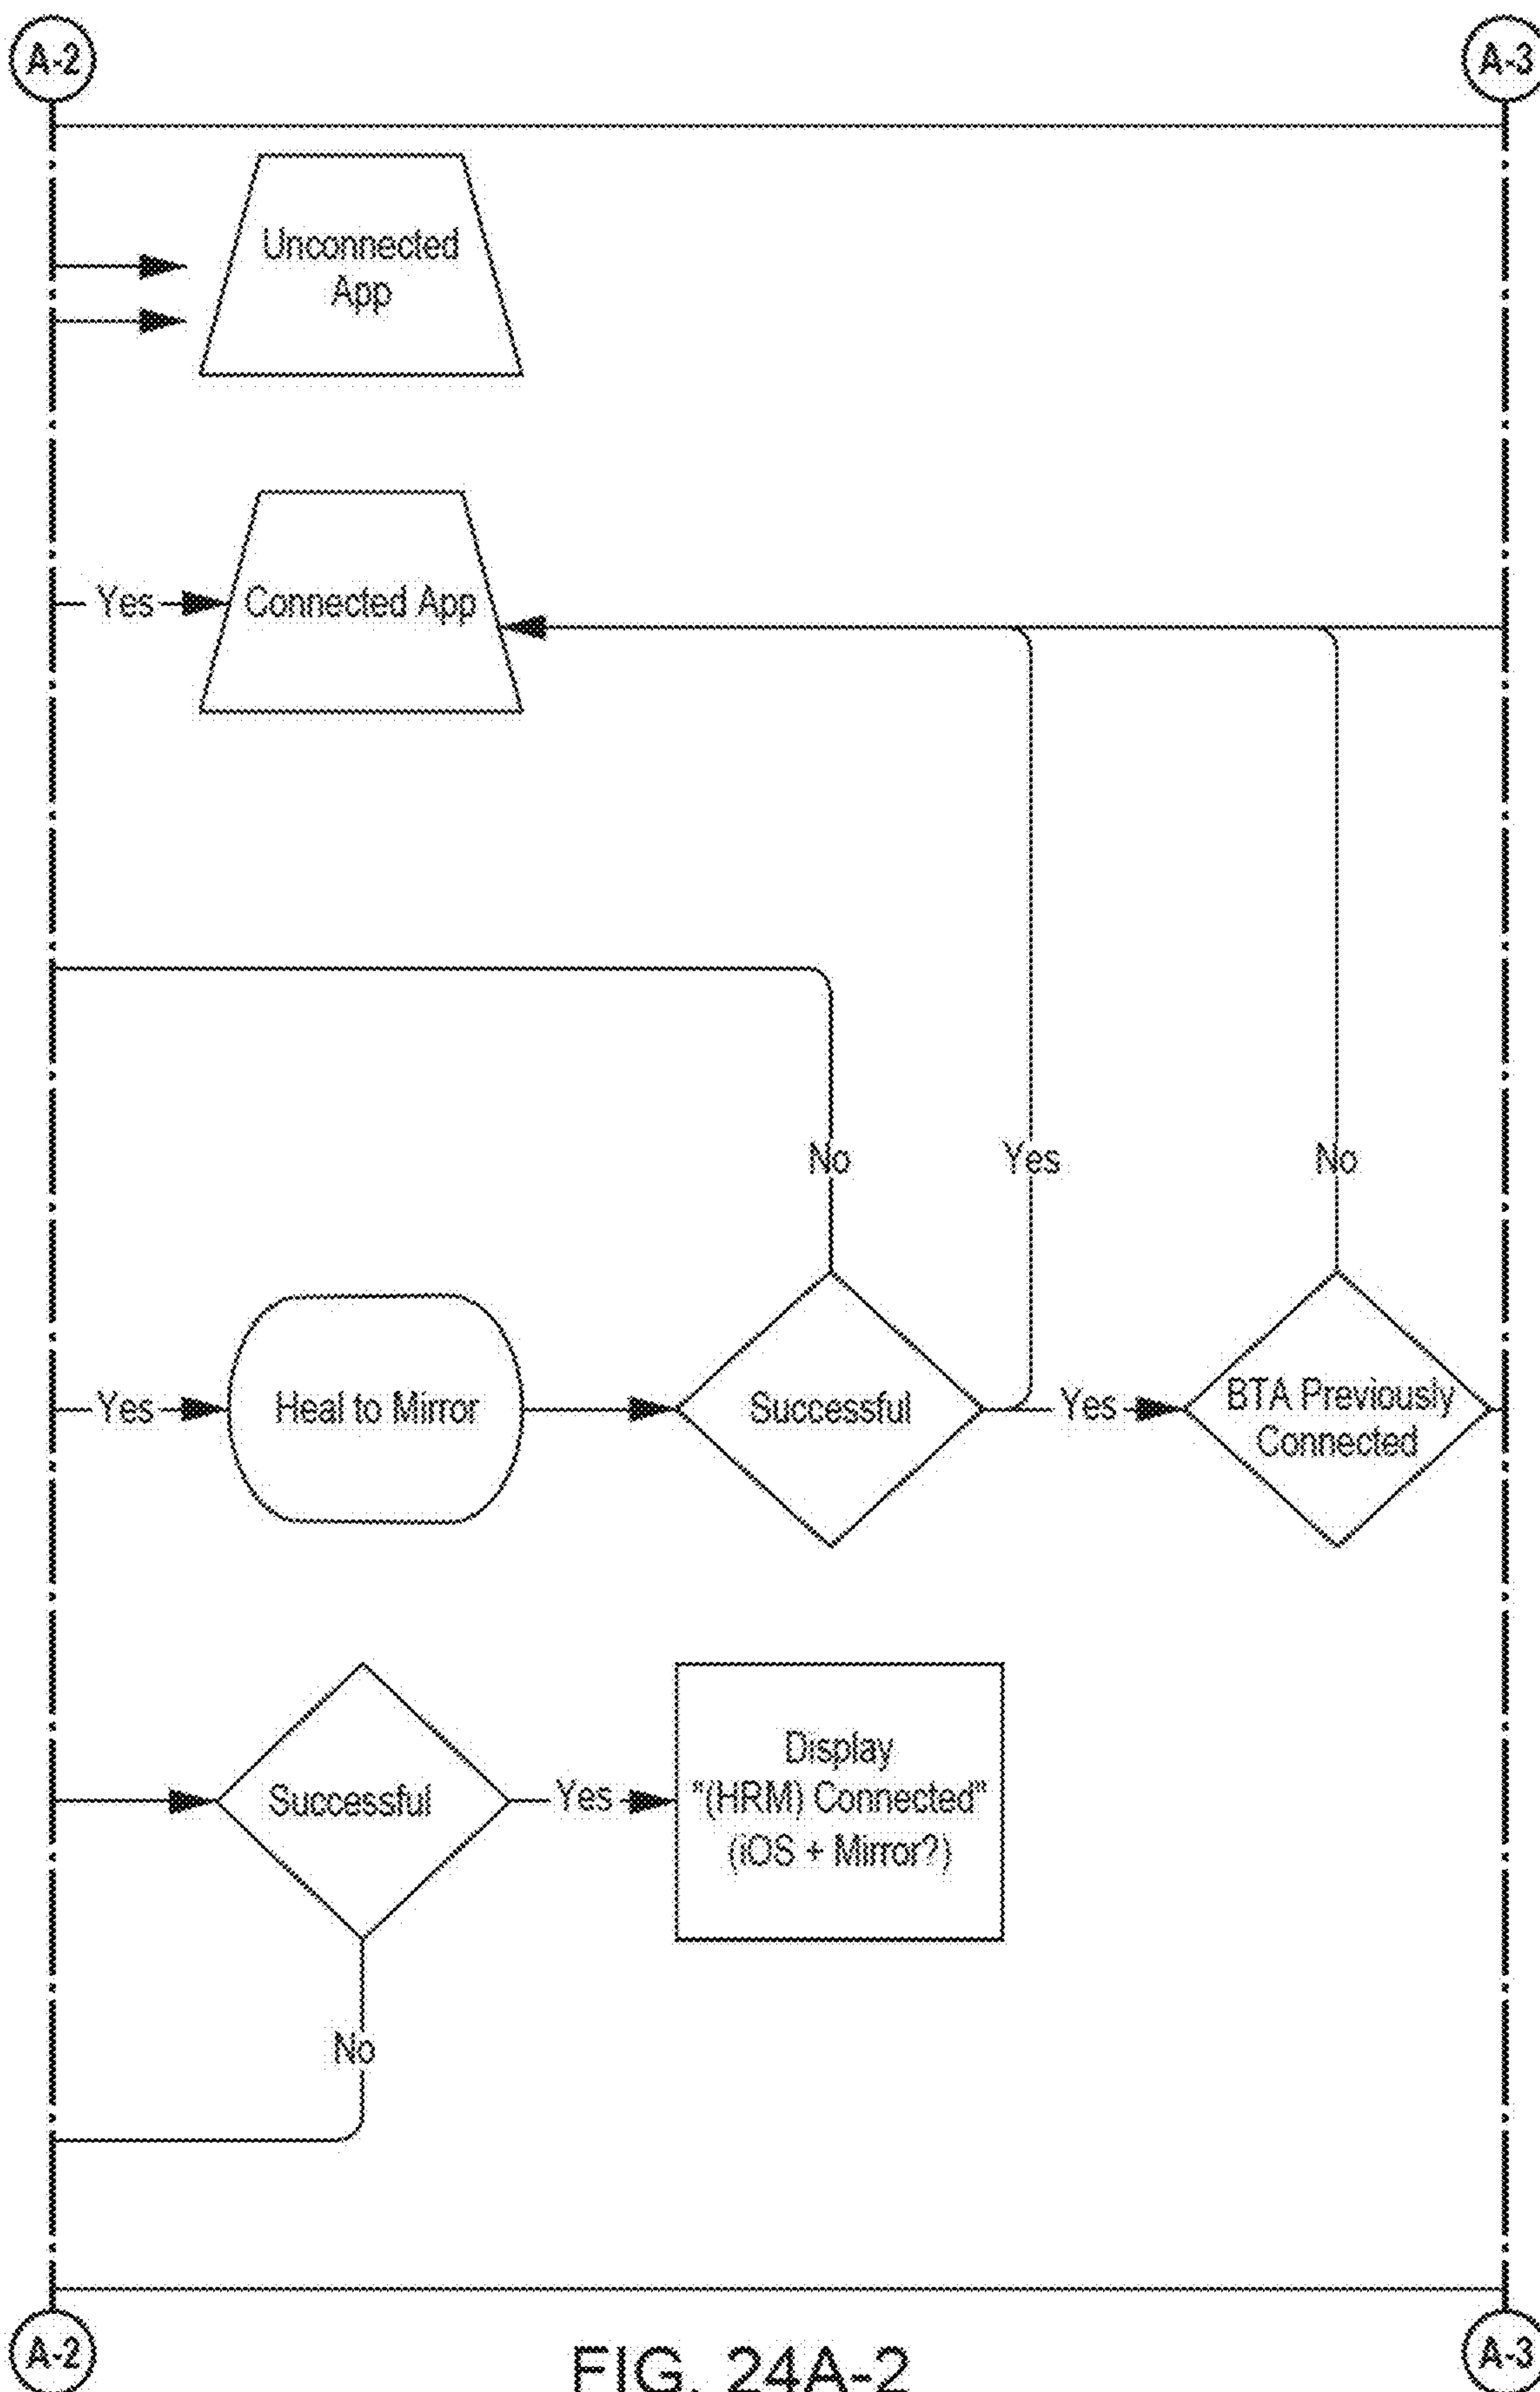 A-2
A-3
Unconnected
App
Yes
Connected App
No
Yes
No
Yes
Heal to Mirror
Successful
Yes
BTA Previously
Connected
Successful
Yes
Display
"(HRM) Connected"
(iOS + Mirror?)
No
A-2
A-3
FIG. 24A-2